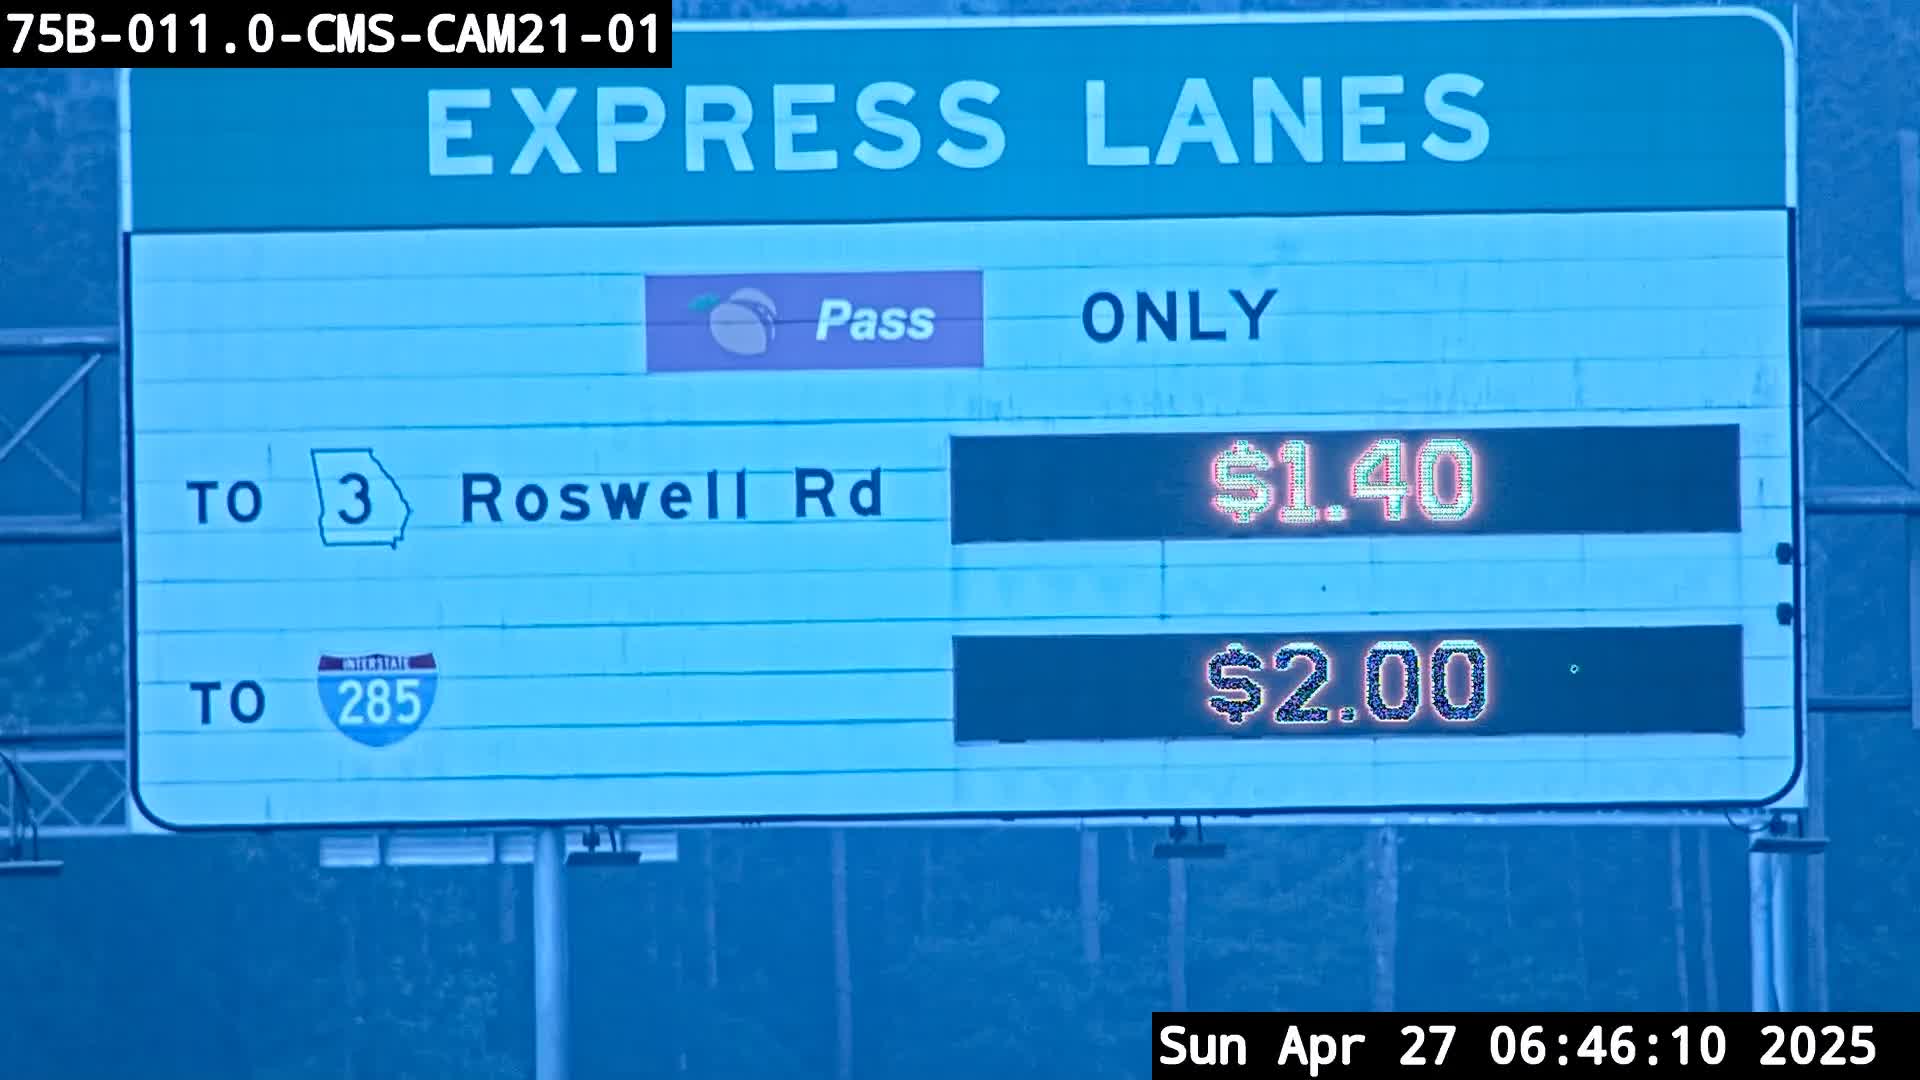 75B-011.0-CMS-CAM21-01
EXPRESS LANES
Pass ONLY
TO 3 Roswell Rd $1.40
TO INTERSTATE 285 $2.00
Sun Apr 27 06:46:10 2025